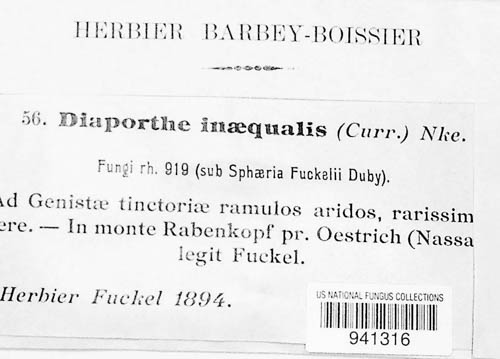 HERBIER BARBEY-BOISSIER
56. Diaporthe inæqualis (Curr.) Nke.
Fungi rh. 919 (sub Sphæria Fuckelii Duby).
Ad Genistæ tinctoriæ ramulos aridos, rarissim
ere. — In monte Rabenkopf pr. Oestrich (Nassa
legit Fuckel.
Herbier Fuckel 1894.
US NATIONAL FUNGUS COLLECTIONS
941316